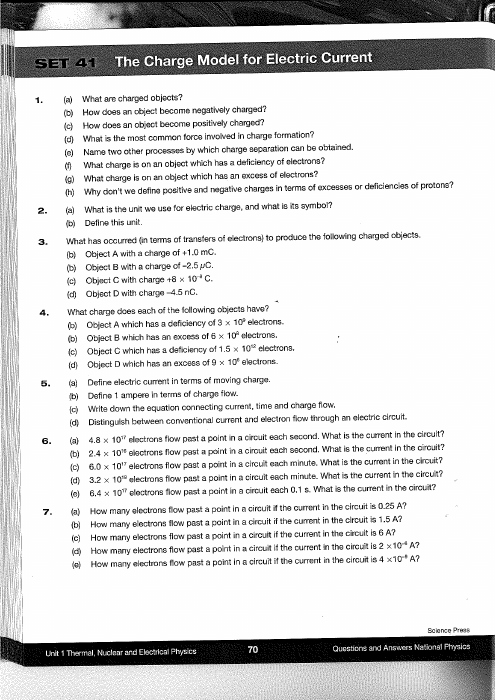 SET 41 The Charge Model for Electric Current
1. (a) What are charged objects?
(b) How does an object become negatively charged?
(c) How does an object become positively charged?
(d) What is the most common force involved in charge formation?
(e) Name two other processes by which charge separation can be obtained.
(f) What charge is on an object which has a deficiency of electrons?
(g) What charge is on an object which has an excess of electrons?
(h) Why don't we define positive and negative charges in terms of excesses or deficiencies of protons?
2. (a) What is the unit we use for electric charge, and what is its symbol?
(b) Define this unit.
3. What has occurred (in terms of transfers of electrons) to produce the following charged objects.
(b) Object A with a charge of +1.0 mC.
(b) Object B with a charge of –2.5 μC.
(c) Object C with charge +8 × 10 C.
(d) Object D with charge –4.5 nC.
4. What charge does each of the following objects have?
(b) Object A which has a deficiency of 3 × 10 electrons.
(b) Object B which has an excess of 6 × 10 electrons.
(c) Object C which has a deficiency of 1.5 × 10¹² electrons.
(d) Object D which has an excess of 9 × 10 electrons.
5. (a) Define electric current in terms of moving charge.
(b) Define 1 ampere in terms of charge flow.
(c) Write down the equation connecting current, time and charge flow.
(d) Distinguish between conventional current and electron flow through an electric circuit.
6. (a) 4.8 × 10¹⁷ electrons flow past a point in a circuit each second. What is the current in the circuit?
(b) 2.4 × 10¹⁸ electrons flow past a point in a circuit each second. What is the current in the circuit?
(c) 6.0 × 10¹⁷ electrons flow past a point in a circuit each minute. What is the current in the circuit?
(d) 3.2 × 10 electrons flow past a point in a circuit each minute. What is the current in the circuit?
(e) 6.4 × 10¹⁷ electrons flow past a point in a circuit each 0.1 s. What is the current in the circuit?
7. (a) How many electrons flow past a point in a circuit if the current in the circuit is 0.25 A?
(b) How many electrons flow past a point in a circuit if the current in the circuit is 1.5 A?
(c) How many electrons flow past a point in a circuit if the current in the circuit is 6 A?
(d) How many electrons flow past a point in a circuit if the current in the circuit is 2 ×10 A?
(e) How many electrons flow past a point in a circuit if the current in the circuit is 4 ×10 A?
Science Press
Unit 1 Thermal, Nuclear and Electrical Physics 70 Questions and Answers National Physics